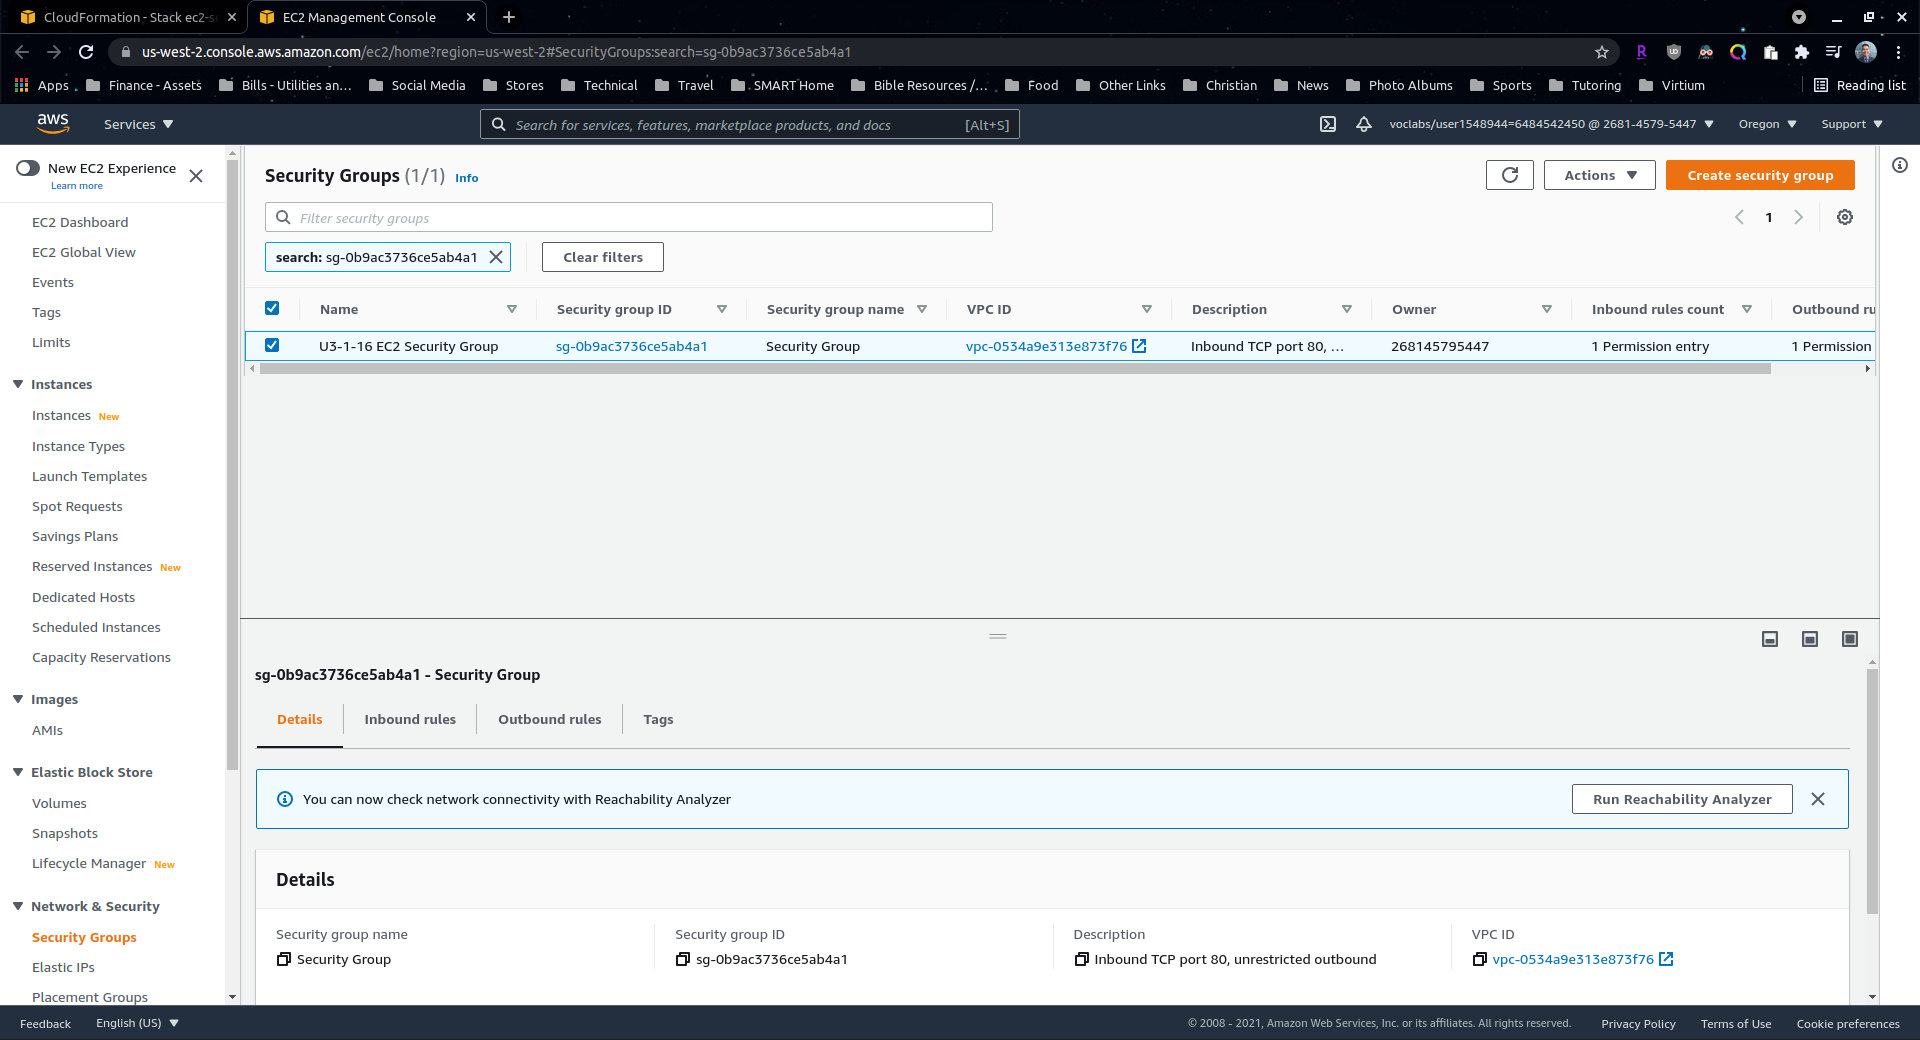 CloudFormation - Stack ec2-s
EC2 Management Console
us-west-2.console.aws.amazon.com/ec2/home?region=us-west-2#SecurityGroups:search=sg-0b9ac3736ce5ab4a1
Apps Finance - Assets Bills - Utilities an... Social Media Stores Technical Travel SMART Home Bible Resources /... Food Other Links Christian News Photo Albums Sports Tutoring Virtium Reading list
aws Services Search for services, features, marketplace products, and docs [Alt+S] voclabs/user1548944=6484542450 @ 2681-4579-5447 Oregon Support
New EC2 Experience
Learn more
EC2 Dashboard
EC2 Global View
Events
Tags
Limits
Instances
Instances New
Instance Types
Launch Templates
Spot Requests
Savings Plans
Reserved Instances New
Dedicated Hosts
Scheduled Instances
Capacity Reservations
Images
AMIs
Elastic Block Store
Volumes
Snapshots
Lifecycle Manager New
Network & Security
Security Groups
Elastic IPs
Placement Groups
Security Groups (1/1) Info
Actions
Create security group
Filter security groups
1
search: sg-0b9ac3736ce5ab4a1
Clear filters
Name Security group ID Security group name VPC ID Description Owner Inbound rules count Outbound ru
U3-1-16 EC2 Security Group sg-0b9ac3736ce5ab4a1 Security Group vpc-0534a9e313e873f76 Inbound TCP port 80, ... 268145795447 1 Permission entry 1 Permission
sg-0b9ac3736ce5ab4a1 - Security Group
Details Inbound rules Outbound rules Tags
You can now check network connectivity with Reachability Analyzer
Run Reachability Analyzer
Details
Security group name Security group ID Description VPC ID
Security Group sg-0b9ac3736ce5ab4a1 Inbound TCP port 80, unrestricted outbound vpc-0534a9e313e873f76
Feedback English (US) © 2008 - 2021, Amazon Web Services, Inc. or its affiliates. All rights reserved. Privacy Policy Terms of Use Cookie preferences